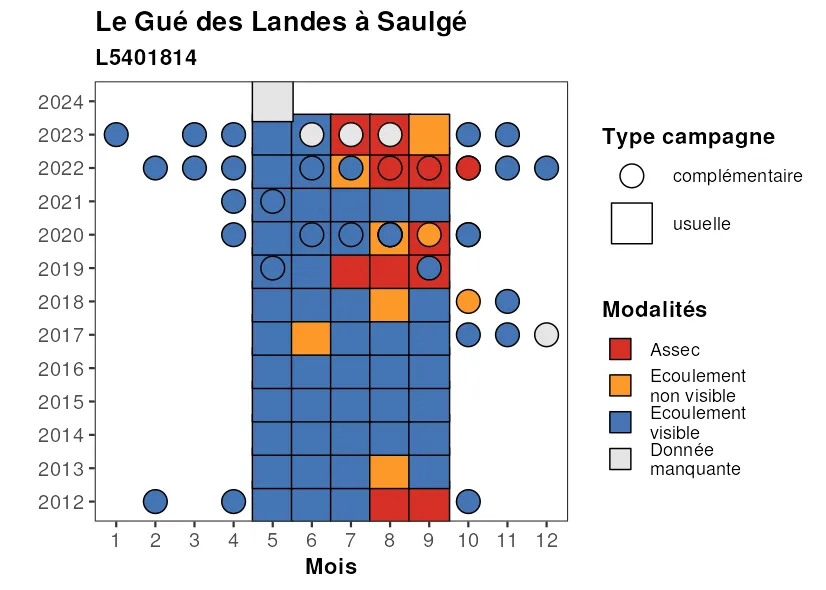 Le Gué des Landes à Saulgé
L5401814
2024
2023
2022
2021
2020
2019
2018
2017
2016
2015
2014
2013
2012
1 2 3 4 5 6 7 8 9 10 11 12
Mois
Type campagne
complémentaire
usuelle
Modalités
Assec
Ecoulement
non visible
Ecoulement
visible
Donnée
manquante